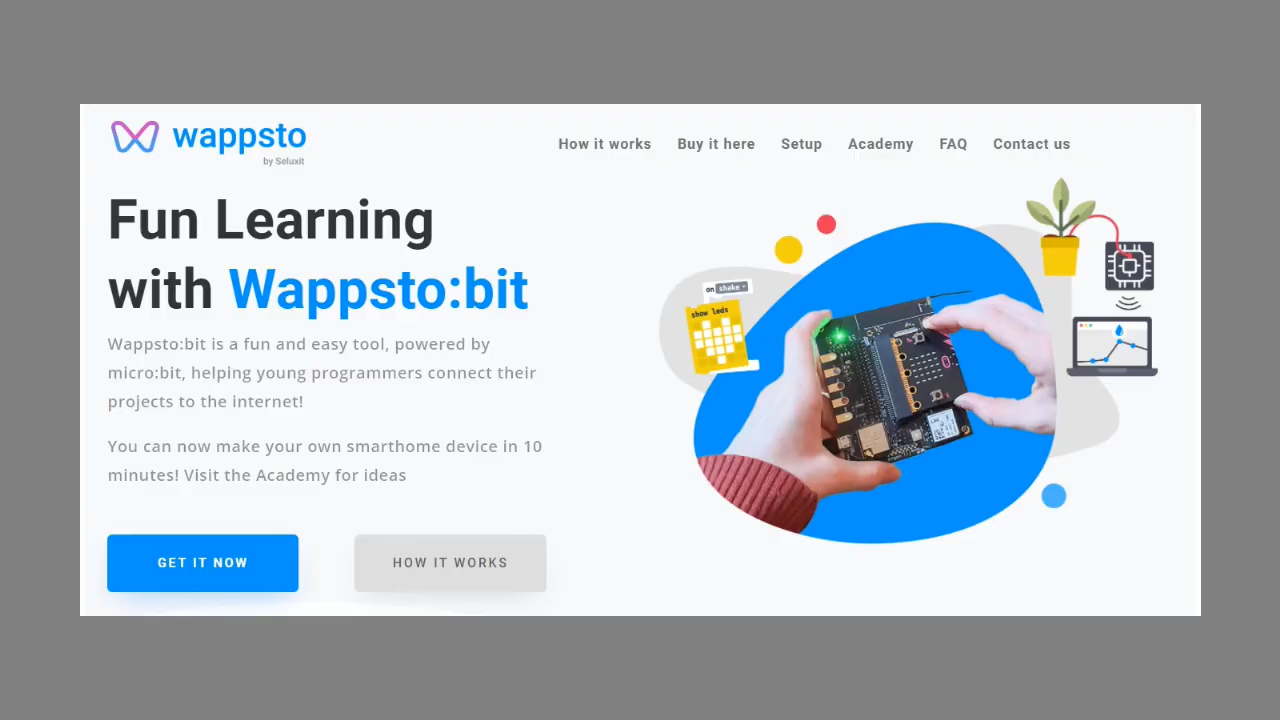 wappsto
by Seluxit
How it works Buy it here Setup Academy FAQ Contact us
Fun Learning
with Wappsto:bit
Wappsto:bit is a fun and easy tool, powered by
micro:bit, helping young programmers connect their
projects to the internet!
You can now make your own smarthome device in 10
minutes! Visit the Academy for ideas
GET IT NOW HOW IT WORKS
on shake
show leds